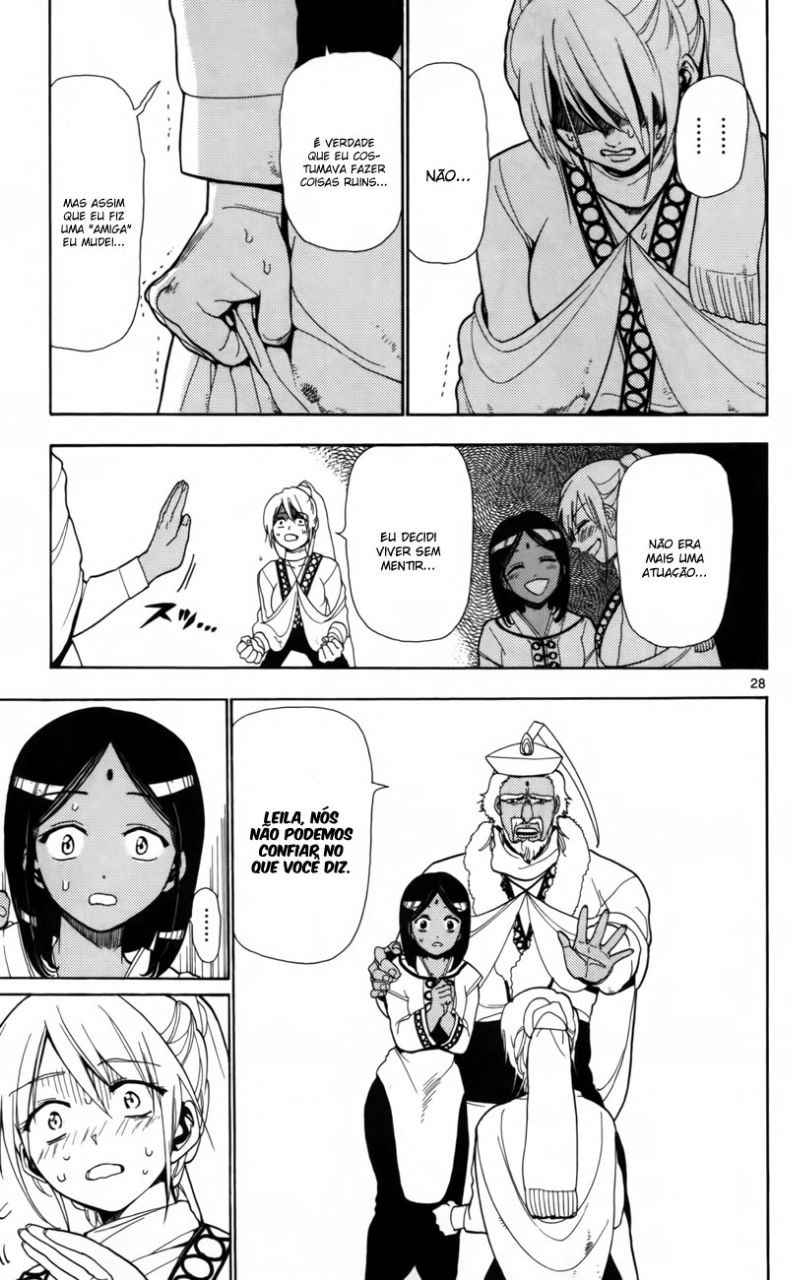 ......
NÃO...
É VERDADE
QUE EU COS-
TUMAVA FAZER
COISAS RUINS...
MAS ASSIM
QUE EU FIZ
UMA "AMIGA"
EU MUDEI...
NÃO ERA
MAIS UMA
ATUAÇÃO...
EU DECIDI
VIVER SEM
MENTIR...
スッ...
28
LEILA, NÓS
NÃO PODEMOS
CONFIAR NO
QUE VOCÊ DIZ.
......